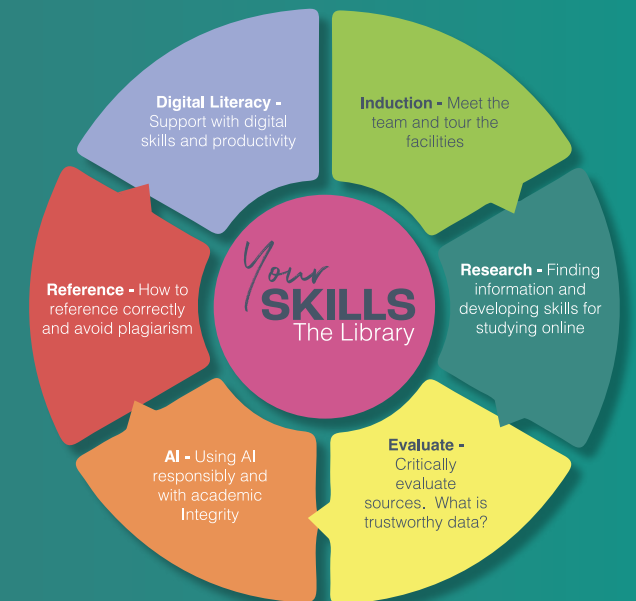 Your
SKILLS
The Library
Induction - Meet the
team and tour the
facilities
Research - Finding
information and
developing skills for
studying online
Evaluate -
Critically
evaluate
sources. What is
trustworthy data?
AI - Using AI
responsibly and
with academic
Integrity
Reference - How to
reference correctly
and avoid plagiarism
Digital Literacy -
Support with digital
skills and productivity